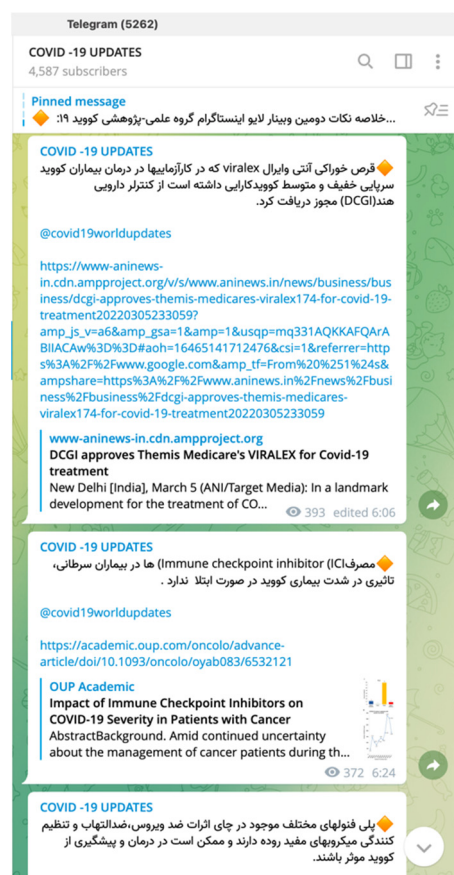 Telegram (5262)
COVID -19 UPDATES
4,587 subscribers
Pinned message
خلاصه نکات دومین وبینار لایو اینستاگرام گروه علمی-پژوهشی کووید ۱۹:...
COVID -19 UPDATES
قرص خوراکی آنتی وایرال viralex که در کارآزماییها در درمان بیماران کووید
سرپایی خفیف و متوسط کوویدکارایی داشته است از کنترلر دارویی
هند(DCGI) مجوز دریافت کرد.
@covid19worldupdates
https://www-aninews-
in.cdn.ampproject.org/v/s/www.aninews.in/news/business/bus
iness/dcgi-approves-themis-medicares-viralex174-for-covid-19-
treatment20220305233059?
amp_js_v=a6&amp_gsa=1&amp=1&usqp=mq331AQKKAFQArA
BIIACAw%3D%3D#aoh=16465141712476&csi=1&referrer=http
s%3A%2F%2Fwww.google.com&amp_tf=From%20%251%24s&
ampshare=https%3A%2F%2Fwww.aninews.in%2Fnews%2Fbusi
ness%2Fbusiness%2Fdcgi-approves-themis-medicares-
viralex174-for-covid-19-treatment20220305233059
www-aninews-in.cdn.ampproject.org
DCGI approves Themis Medicare's VIRALEX for Covid-19
treatment
New Delhi [India], March 5 (ANI/Target Media): In a landmark
development for the treatment of CO...
393 edited 6:06
COVID -19 UPDATES
مصرفImmune checkpoint inhibitor (ICI) ها در بیماران سرطانی،
تاثیری در شدت بیماری کووید در صورت ابتلا ندارد .
@covid19worldupdates
https://academic.oup.com/oncolo/advance-
article/doi/10.1093/oncolo/oyab083/6532121
OUP Academic
Impact of Immune Checkpoint Inhibitors on
COVID-19 Severity in Patients with Cancer
AbstractBackground. Amid continued uncertainty
about the management of cancer patients during th...
372 6:24
COVID -19 UPDATES
پلی فنولهای مختلف موجود در چای اثرات ضد ویروس،ضدالتهاب و تنظیم
کنندگی میکروبهای مفید روده دارند و ممکن است در درمان و پیشگیری از
کووید موثر باشند.